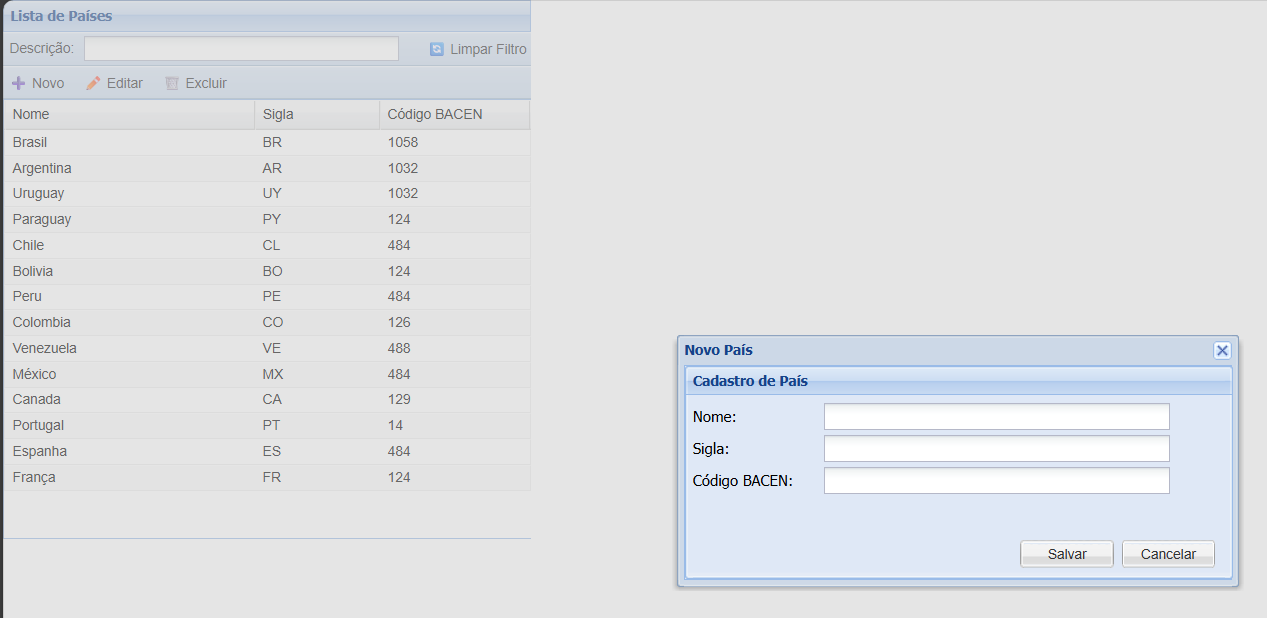 Lista de Países
Descrição: Limpar Filtro
Novo Editar Excluir
Nome Sigla Código BACEN
Brasil BR 1058
Argentina AR 1032
Uruguay UY 1032
Paraguay PY 124
Chile CL 484
Bolivia BO 124
Peru PE 484
Colombia CO 126
Venezuela VE 488
México MX 484
Canada CA 129
Portugal PT 14
Espanha ES 484
França FR 124
Novo País
Cadastro de País
Nome:
Sigla:
Código BACEN:
Salvar Cancelar